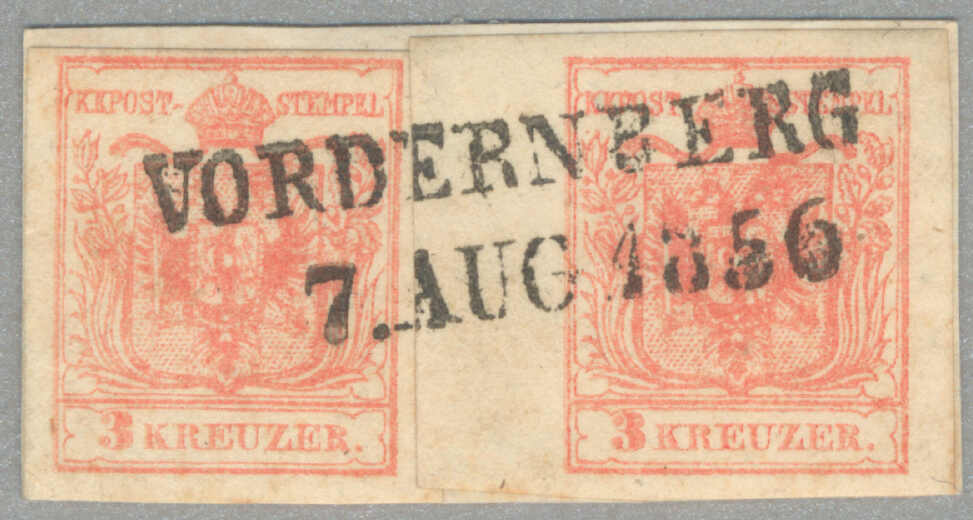 KKPOST-STEMPEL
KKPOST-STEMPEL
VORDERNBERG
7. AUG 1856
3 KREUZER.
3 KREUZER.